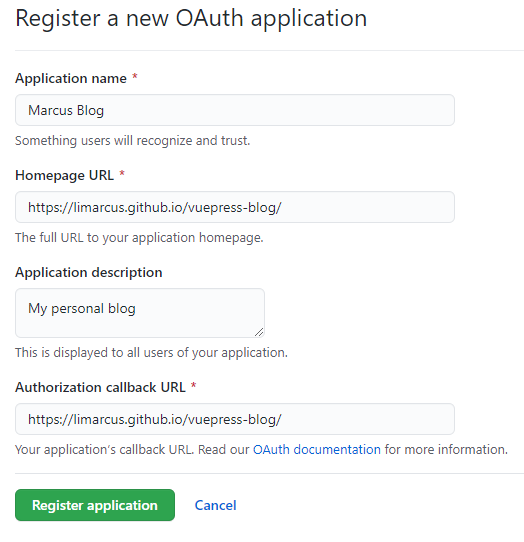 Register a new OAuth application
Application name *
Marcus Blog
Something users will recognize and trust.
Homepage URL *
https://limarcus.github.io/vuepress-blog/
The full URL to your application homepage.
Application description
My personal blog
This is displayed to all users of your application.
Authorization callback URL *
https://limarcus.github.io/vuepress-blog/
Your application’s callback URL. Read our OAuth documentation for more information.
Register application Cancel